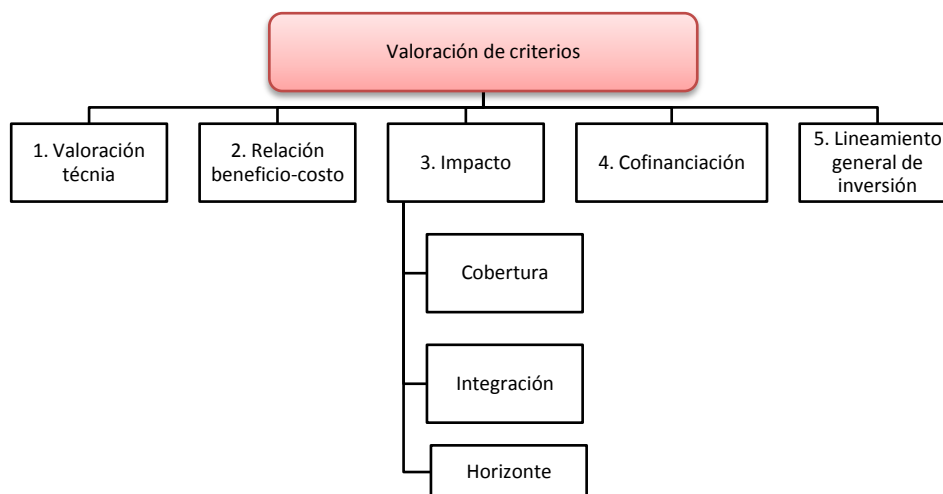 Valoración de criterios
1. Valoración
técnia
2. Relación
beneficio-costo
3. Impacto
4. Cofinanciación
5. Lineamiento
general de
inversión
Cobertura
Integración
Horizonte